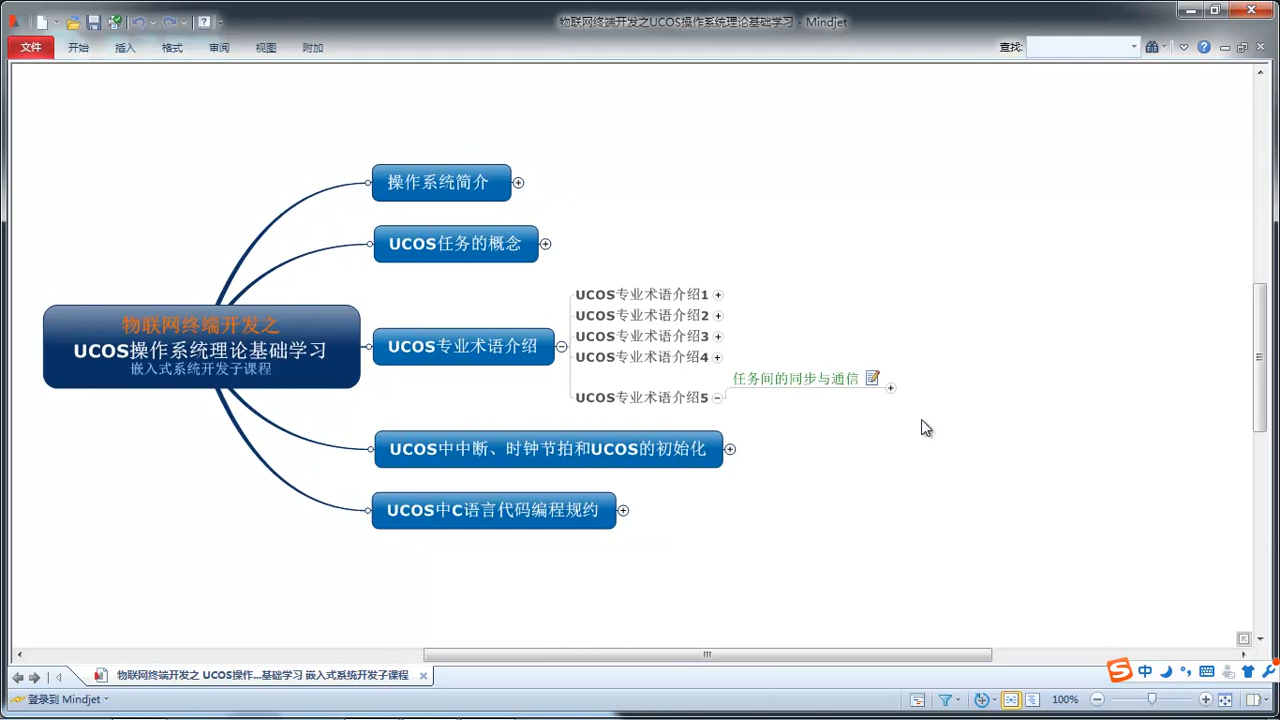 物联网终端开发之UCOS操作系统理论基础学习 - Mindjet
文件 开始 插入 格式 审阅 视图 附加 查找:
操作系统简介
UCOS任务的概念
UCOS专业术语介绍1
UCOS专业术语介绍2
物联网终端开发之
UCOS操作系统理论基础学习
嵌入式系统开发子课程
UCOS专业术语介绍
UCOS专业术语介绍3
UCOS专业术语介绍4
任务间的同步与通信
UCOS专业术语介绍5
UCOS中中断、时钟节拍和UCOS的初始化
UCOS中C语言代码编程规约
物联网终端开发之 UCOS操作...基础学习 嵌入式系统开发子课程
中
登录到 Mindjet
100%